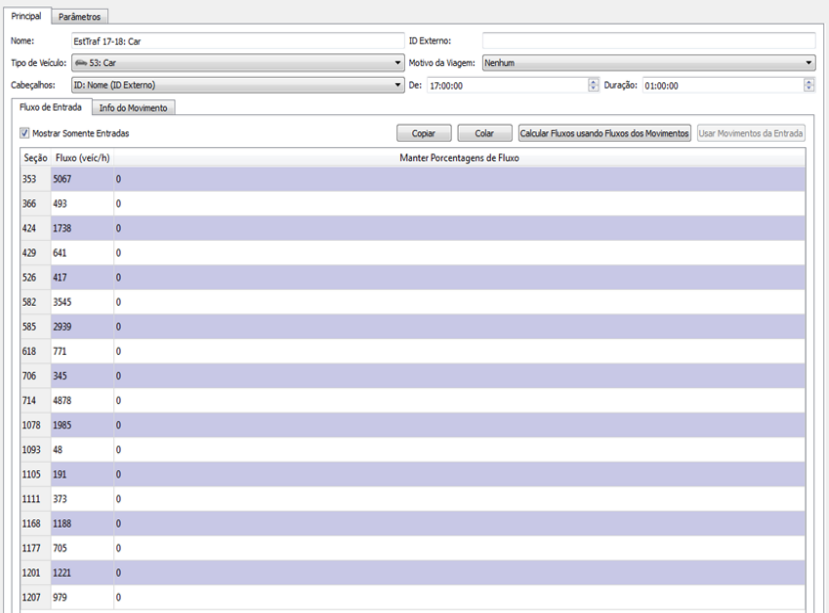 Principal Parâmetros
Nome: EstTraf 17-18: Car ID Externo:
Tipo de Veículo: 53: Car Motivo da Viagem: Nenhum
Cabeçalhos: ID: Nome (ID Externo) De: 17:00:00 Duração: 01:00:00
Fluxo de Entrada Info do Movimento
Mostrar Somente Entradas Copiar Colar Calcular Fluxos usando Fluxos dos Movimentos Usar Movimentos da Entrada
Seção Fluxo (veíc/h) Manter Porcentagens de Fluxo
353 5067 0
366 493 0
424 1738 0
429 641 0
526 417 0
582 3545 0
585 2939 0
618 771 0
706 345 0
714 4878 0
1078 1985 0
1093 48 0
1105 191 0
1111 373 0
1168 1188 0
1177 705 0
1201 1221 0
1207 979 0